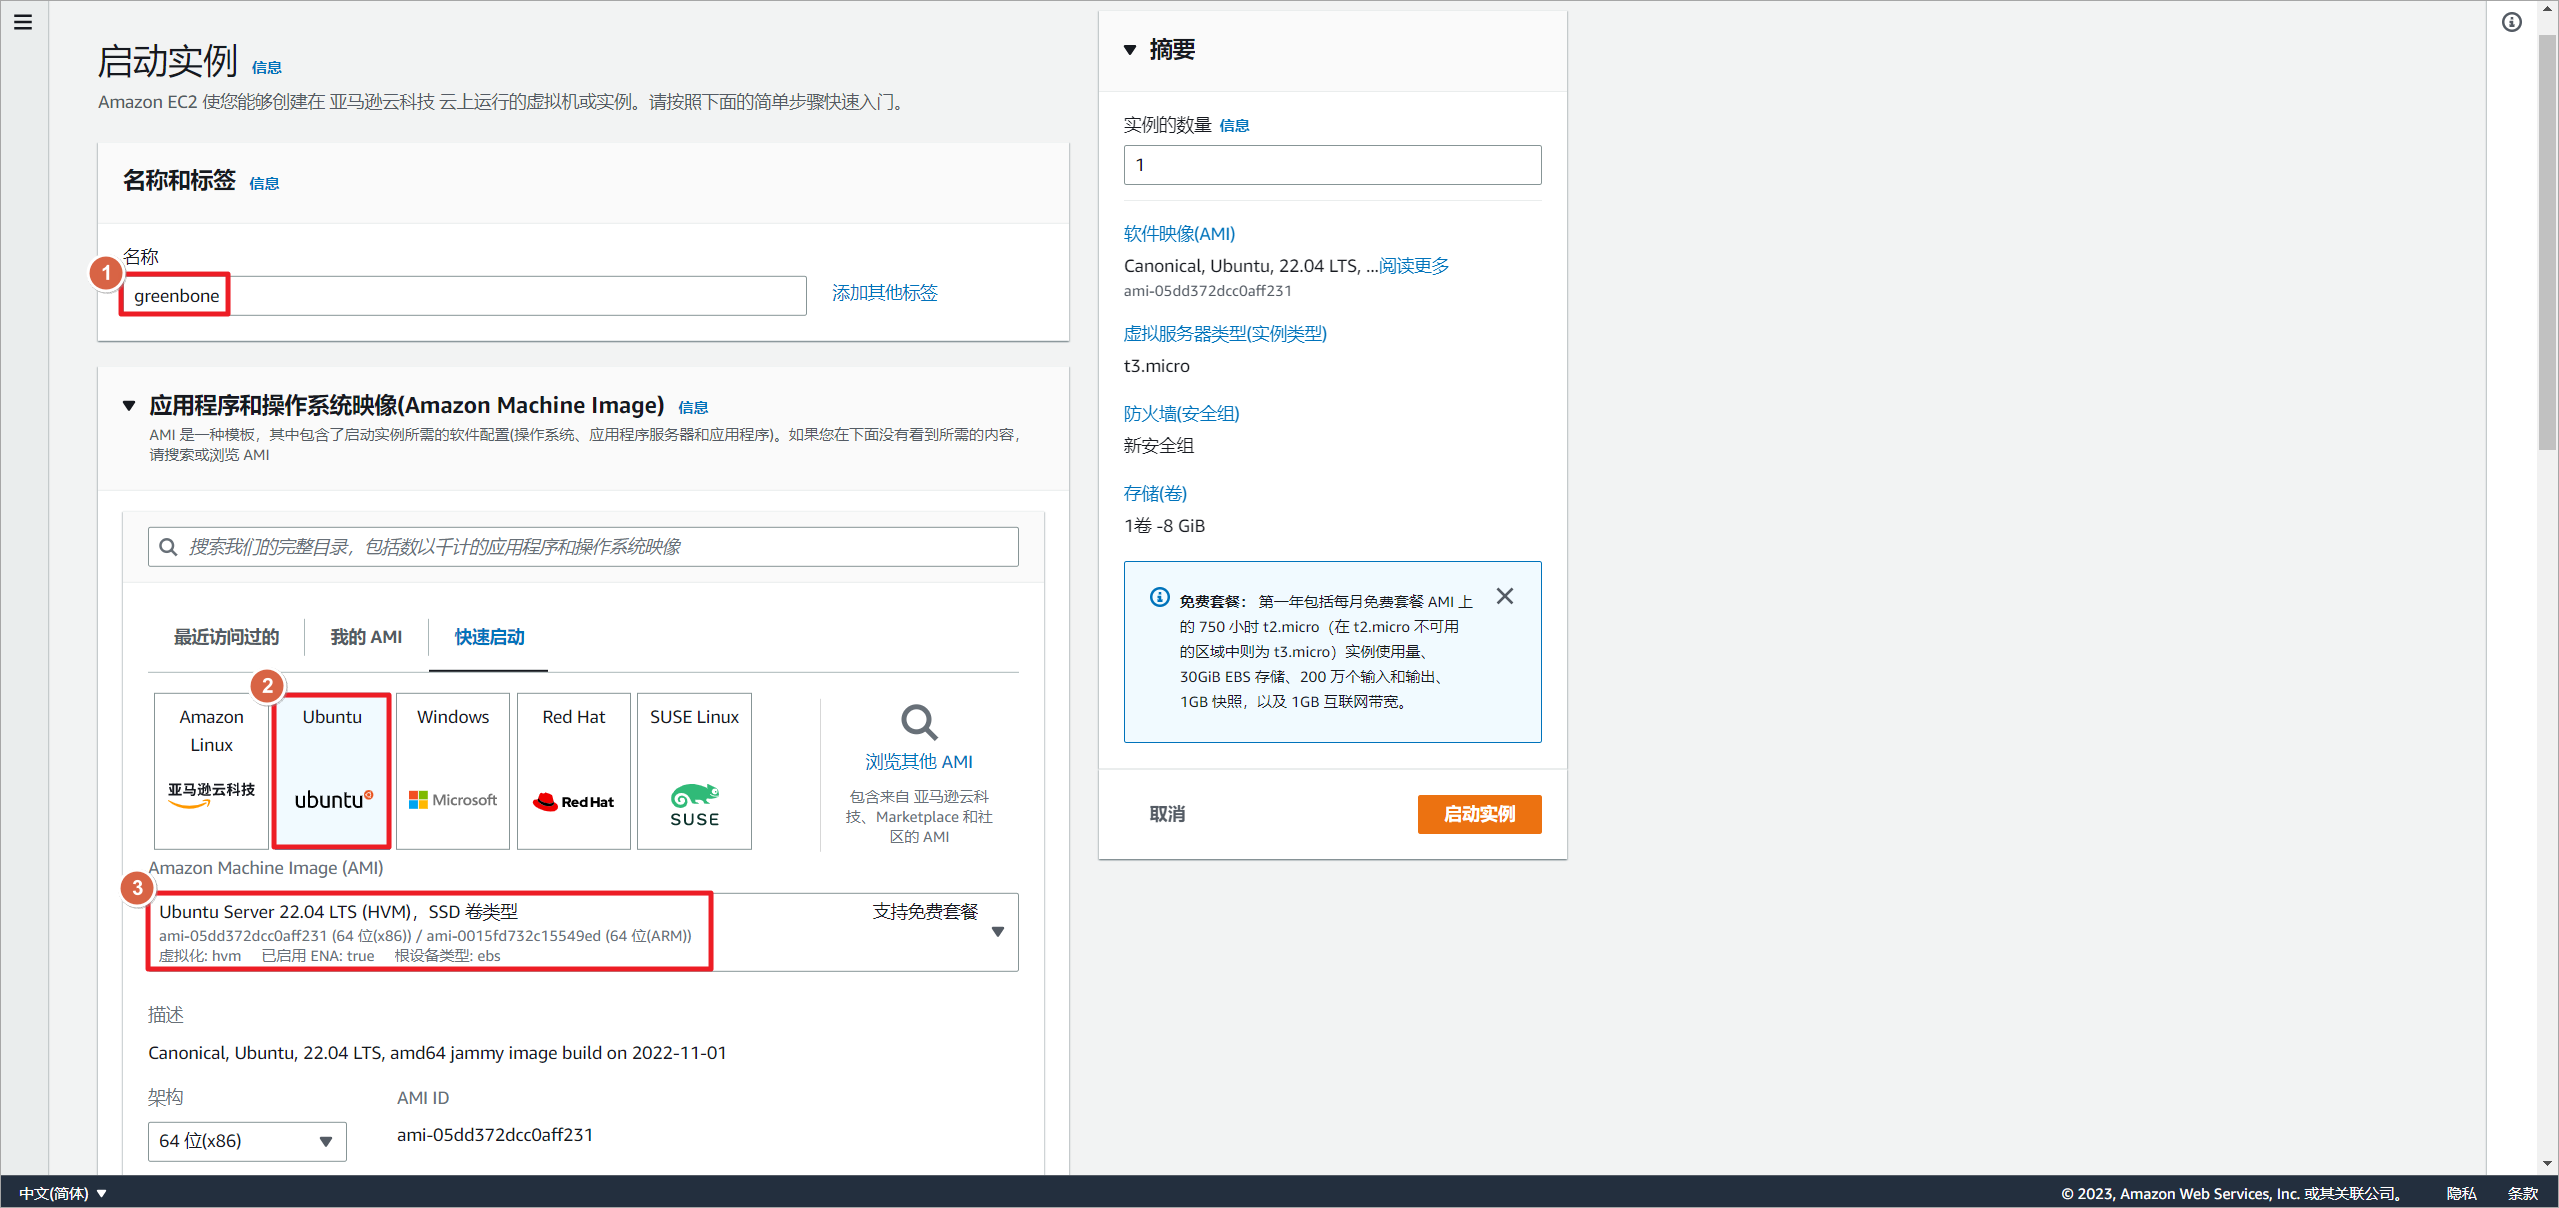 启动实例 信息
Amazon EC2 使您能够创建在 亚马逊云科技 云上运行的虚拟机或实例。请按照下面的简单步骤快速入门。
名称和标签 信息
名称
1
greenbone
添加其他标签
应用程序和操作系统映像(Amazon Machine Image) 信息
AMI 是一种模板，其中包含了启动实例所需的软件配置(操作系统、应用程序服务器和应用程序)。如果您在下面没有看到所需的内容，
请搜索或浏览 AMI
搜索我们的完整目录，包括数以千计的应用程序和操作系统映像
最近访问过的
我的 AMI
快速启动
2
Amazon
Linux
亚马逊云科技
Ubuntu
ubuntu
Windows
Microsoft
Red Hat
Red Hat
SUSE Linux
SUSE
浏览其他 AMI
包含来自 亚马逊云科
技、Marketplace 和社
区的 AMI
Amazon Machine Image (AMI)
3
Ubuntu Server 22.04 LTS (HVM)，SSD 卷类型
支持免费套餐
ami-05dd372dcc0aff231 (64 位(x86)) / ami-0015fd732c15549ed (64 位(ARM))
虚拟化: hvm 已启用 ENA: true 根设备类型: ebs
描述
Canonical, Ubuntu, 22.04 LTS, amd64 jammy image build on 2022-11-01
架构
AMI ID
64 位(x86)
ami-05dd372dcc0aff231
摘要
实例的数量 信息
1
软件映像(AMI)
Canonical, Ubuntu, 22.04 LTS, ...阅读更多
ami-05dd372dcc0aff231
虚拟服务器类型(实例类型)
t3.micro
防火墙(安全组)
新安全组
存储(卷)
1卷 -8 GiB
免费套餐： 第一年包括每月免费套餐 AMI 上
的 750 小时 t2.micro（在 t2.micro 不可用
的区域中则为 t3.micro）实例使用量、
30GiB EBS 存储、200 万个输入和输出、
1GB 快照，以及 1GB 互联网带宽。
取消
启动实例
中文(简体)
© 2023, Amazon Web Services, Inc. 或其关联公司。
隐私
条款